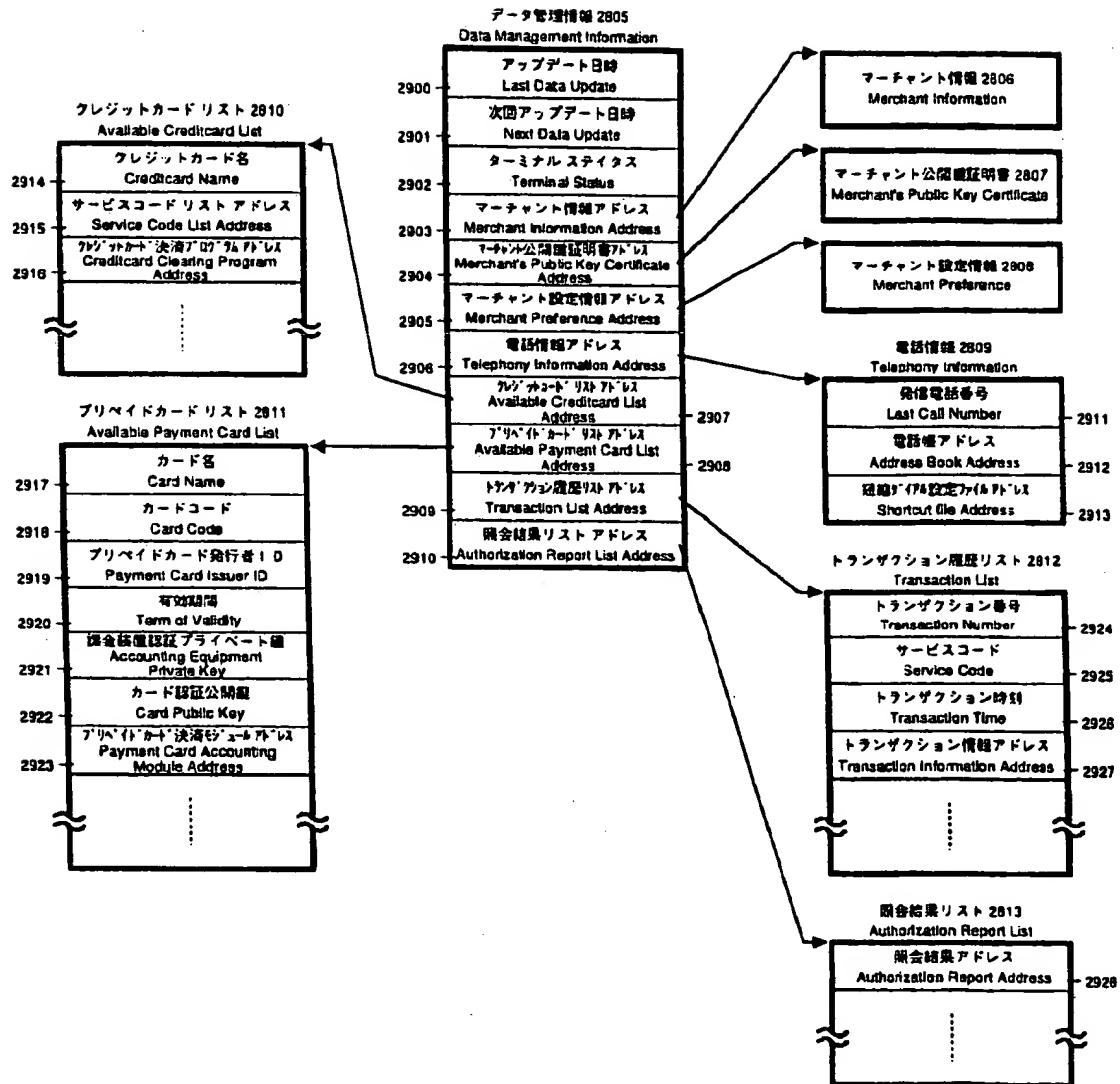 データ管理情報 2805
Data Management Information
2900
アップデート日時
Last Data Update
2901
次回アップデート日時
Next Data Update
2902
ターミナル ステイタス
Terminal Status
2903
マーチャント情報アドレス
Merchant Information Address
2904
マーチャント公開鍵証明書アドレス
Merchant's Public Key Certificate
Address
2905
マーチャント設定情報アドレス
Merchant Preference Address
2906
電話情報アドレス
Telephony Information Address
クレジットコード リスト アドレス
Available Creditcard List
Address
2907
プリペイドカード リスト アドレス
Available Payment Card List
Address
2908
2909
トランザクション履歴リスト アドレス
Transaction List Address
2910
照会結果リスト アドレス
Authorization Report List Address
クレジットカード リスト 2810
Available Creditcard List
2914
クレジットカード名
Creditcard Name
2915
サービスコード リスト アドレス
Service Code List Address
2916
クレジットカード決済プログラム アドレス
Creditcard Clearing Program
Address
プリペイドカード リスト 2811
Available Payment Card List
2917
カード名
Card Name
2918
カードコード
Card Code
2919
プリペイドカード発行者ID
Payment Card Issuer ID
2920
有効期間
Term of Validity
2921
課金装置認証プライベート鍵
Accounting Equipment
Private Key
2922
カード認証公開鍵
Card Public Key
2923
プリペイドカード決済モジュール アドレス
Payment Card Accounting
Module Address
マーチャント情報 2806
Merchant Information
マーチャント公開鍵証明書 2807
Merchant's Public Key Certificate
マーチャント設定情報 2808
Merchant Preference
電話情報 2809
Telephony Information
発信電話番号
Last Call Number
2911
電話帳アドレス
Address Book Address
2912
短縮ダイアル設定ファイルアドレス
Shortcut file Address
2913
トランザクション履歴リスト 2812
Transaction List
トランザクション番号
Transaction Number
2924
サービスコード
Service Code
2925
トランザクション時刻
Transaction Time
2926
トランザクション情報アドレス
Transaction Information Address
2927
照会結果リスト 2813
Authorization Report List
照会結果アドレス
Authorization Report Address
2928